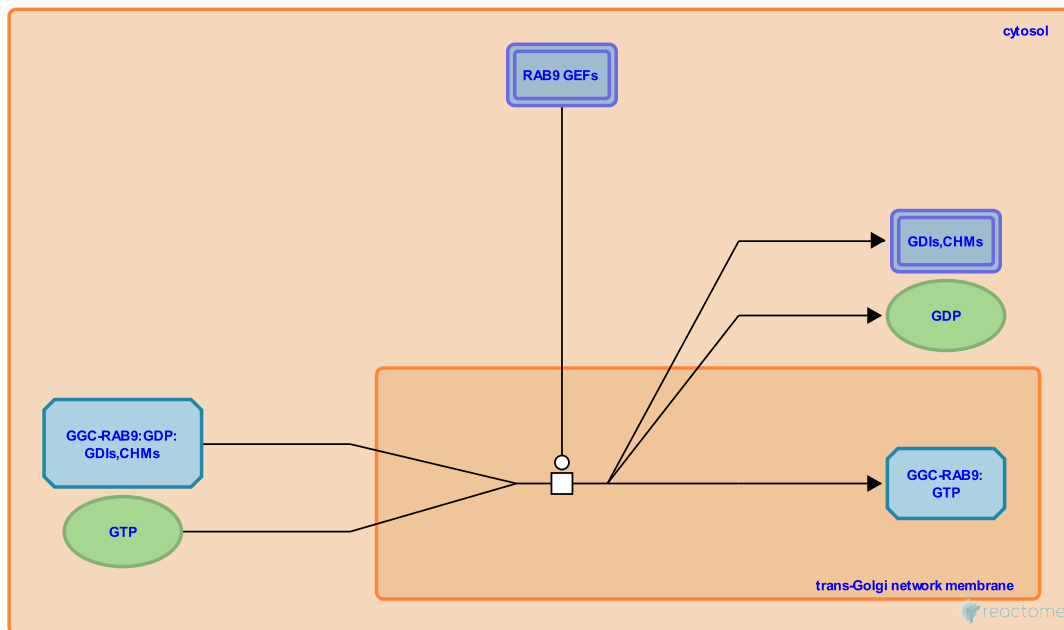 cytosol
RAB9 GEFs
GDIs,CHMs
GDP
GGC-RAB9:GDP:
GDIs,CHMs
GTP
GGC-RAB9:
GTP
trans-Golgi network membrane
reactome